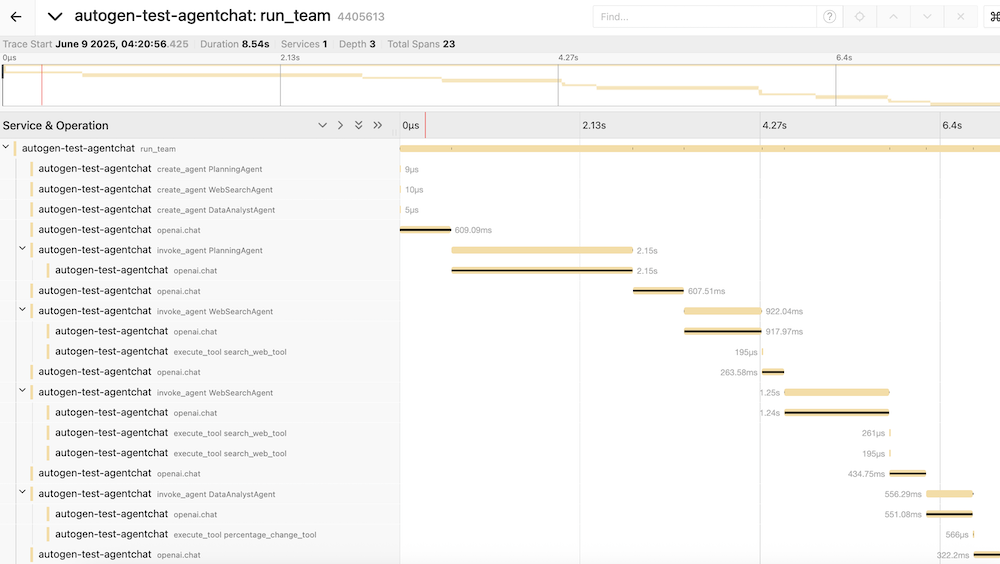 autogen-test-agentchat: run_team 4405613 Find...
Trace Start June 9 2025, 04:20:56.425 Duration 8.54s Services 1 Depth 3 Total Spans 23
0μs 2.13s 4.27s 6.4s
Service & Operation 0μs 2.13s 4.27s 6.4s
autogen-test-agentchat run_team
autogen-test-agentchat create_agent PlanningAgent 9μs
autogen-test-agentchat create_agent WebSearchAgent 10μs
autogen-test-agentchat create_agent DataAnalystAgent 5μs
autogen-test-agentchat openai.chat 609.09ms
autogen-test-agentchat invoke_agent PlanningAgent 2.15s
autogen-test-agentchat openai.chat 2.15s
autogen-test-agentchat openai.chat 607.51ms
autogen-test-agentchat invoke_agent WebSearchAgent 922.04ms
autogen-test-agentchat openai.chat 917.97ms
autogen-test-agentchat execute_tool search_web_tool 195μs
autogen-test-agentchat openai.chat 263.58ms
autogen-test-agentchat invoke_agent WebSearchAgent 1.25s
autogen-test-agentchat openai.chat 1.24s
autogen-test-agentchat execute_tool search_web_tool 261μs
autogen-test-agentchat execute_tool search_web_tool 195μs
autogen-test-agentchat openai.chat 434.75ms
autogen-test-agentchat invoke_agent DataAnalystAgent 556.29ms
autogen-test-agentchat openai.chat 551.08ms
autogen-test-agentchat execute_tool percentage_change_tool 566μs
autogen-test-agentchat openai.chat 322.2ms